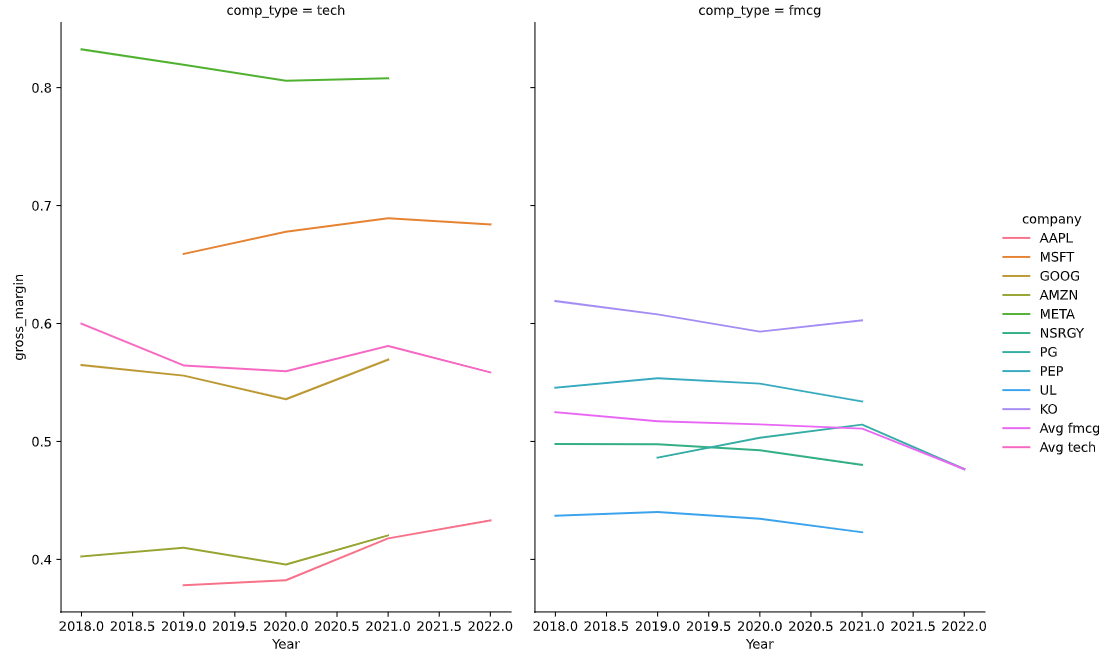 comp_type = tech
comp_type = fmcg
gross_margin
0.8
0.7
0.6
0.5
0.4
2018.0 2018.5 2019.0 2019.5 2020.0 2020.5 2021.0 2021.5 2022.0
Year
2018.0 2018.5 2019.0 2019.5 2020.0 2020.5 2021.0 2021.5 2022.0
Year
company
AAPL
MSFT
GOOG
AMZN
META
NSRGY
PG
PEP
UL
KO
Avg fmcg
Avg tech